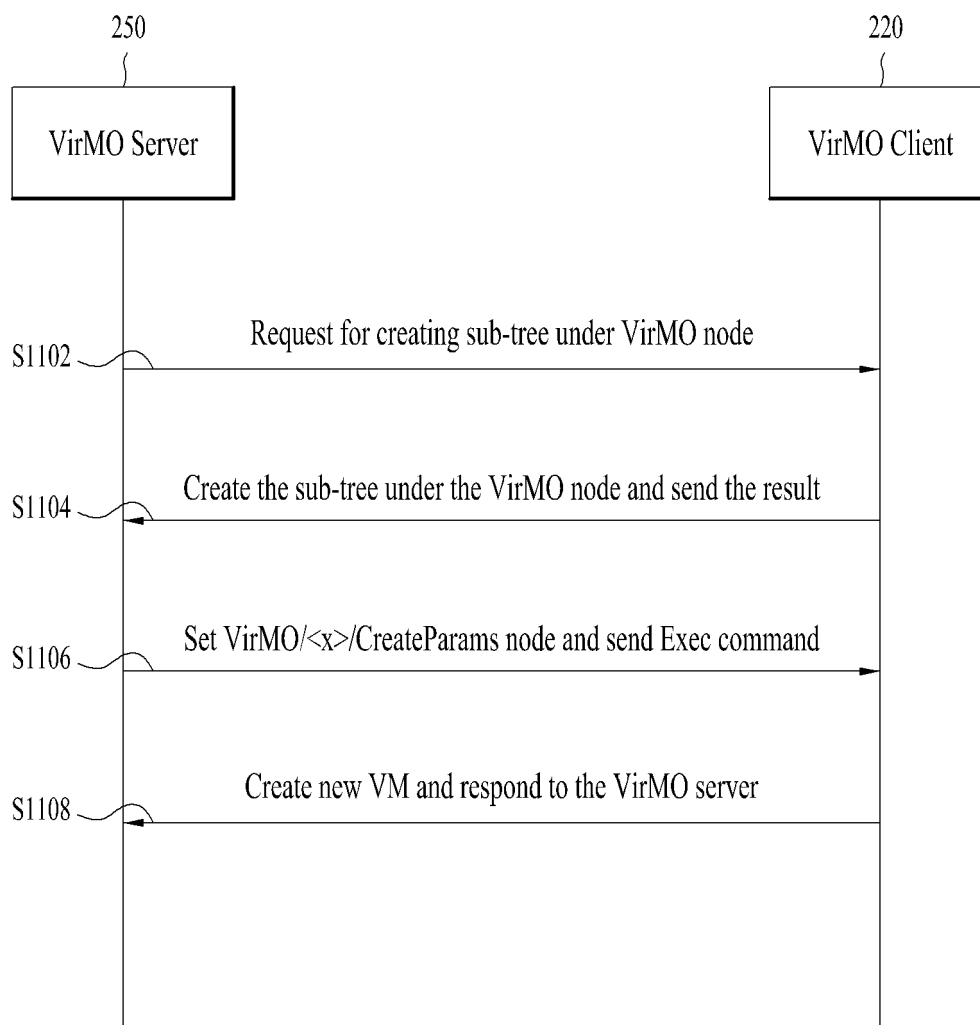 250
220
VirMO Server
VirMO Client
Request for creating sub-tree under VirMO node
S1102
Create the sub-tree under the VirMO node and send the result
S1104
Set VirMO/<x>/CreateParams node and send Exec command
S1106
Create new VM and respond to the VirMO server
S1108